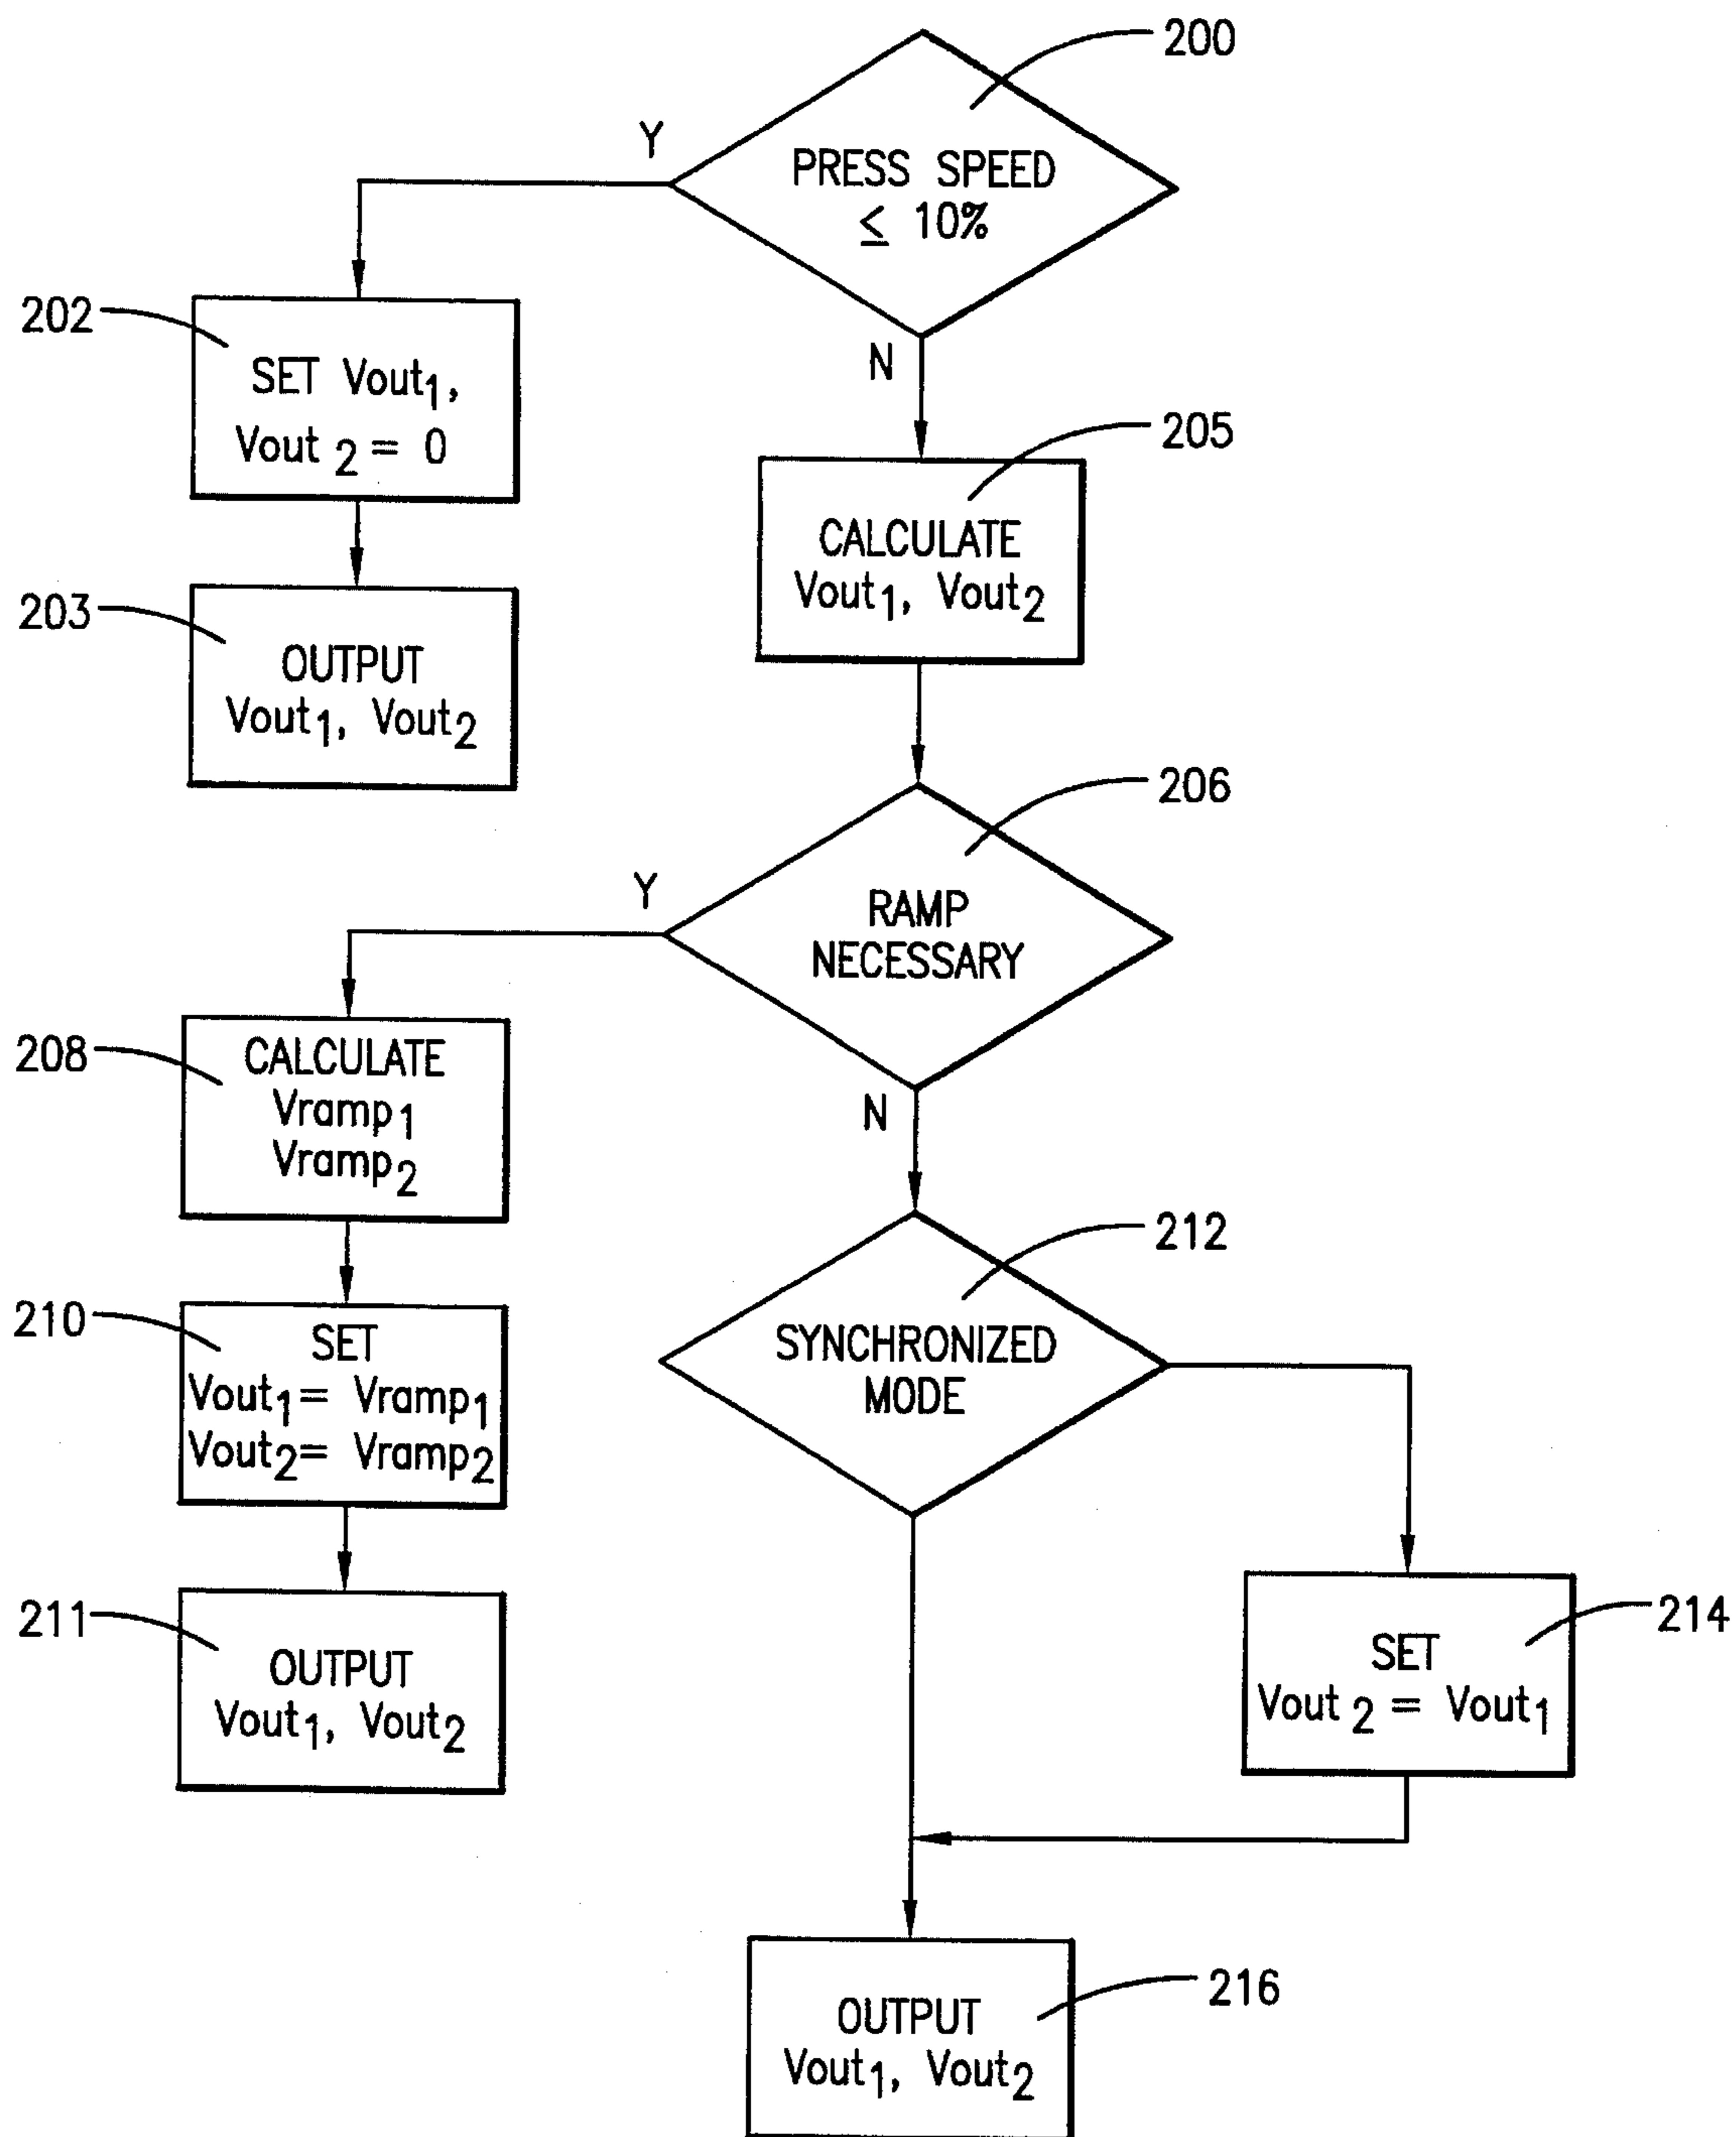 200
Y
PRESS SPEED
≤ 10%
202
SET Vout₁,
Vout ₂ = 0
N
205
CALCULATE
Vout₁, Vout₂
203
OUTPUT
Vout₁, Vout₂
206
Y
RAMP
NECESSARY
208
CALCULATE
Vramp₁
Vramp₂
N
212
210
SET
Vout₁= Vramp₁
Vout₂= Vramp₂
SYNCHRONIZED
MODE
211
OUTPUT
Vout₁, Vout₂
214
SET
Vout ₂ = Vout₁
216
OUTPUT
Vout₁, Vout₂